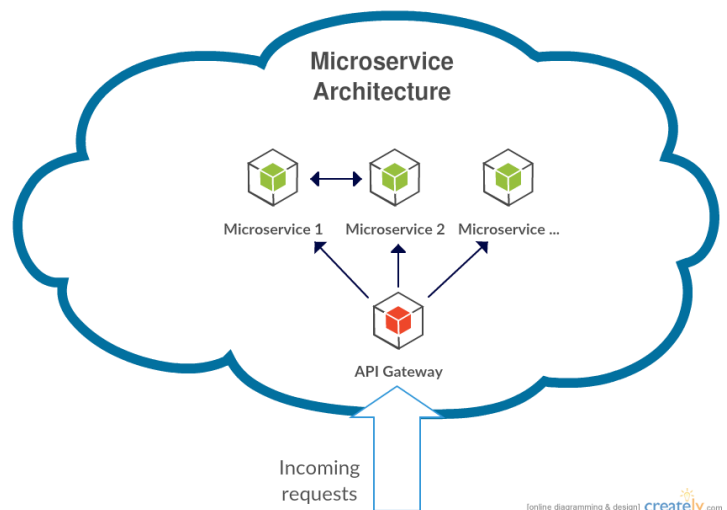 Microservice
Architecture
Microservice 1
Microservice 2
Microservice ...
API Gateway
Incoming
requests
[online diagramming & design] creately.com